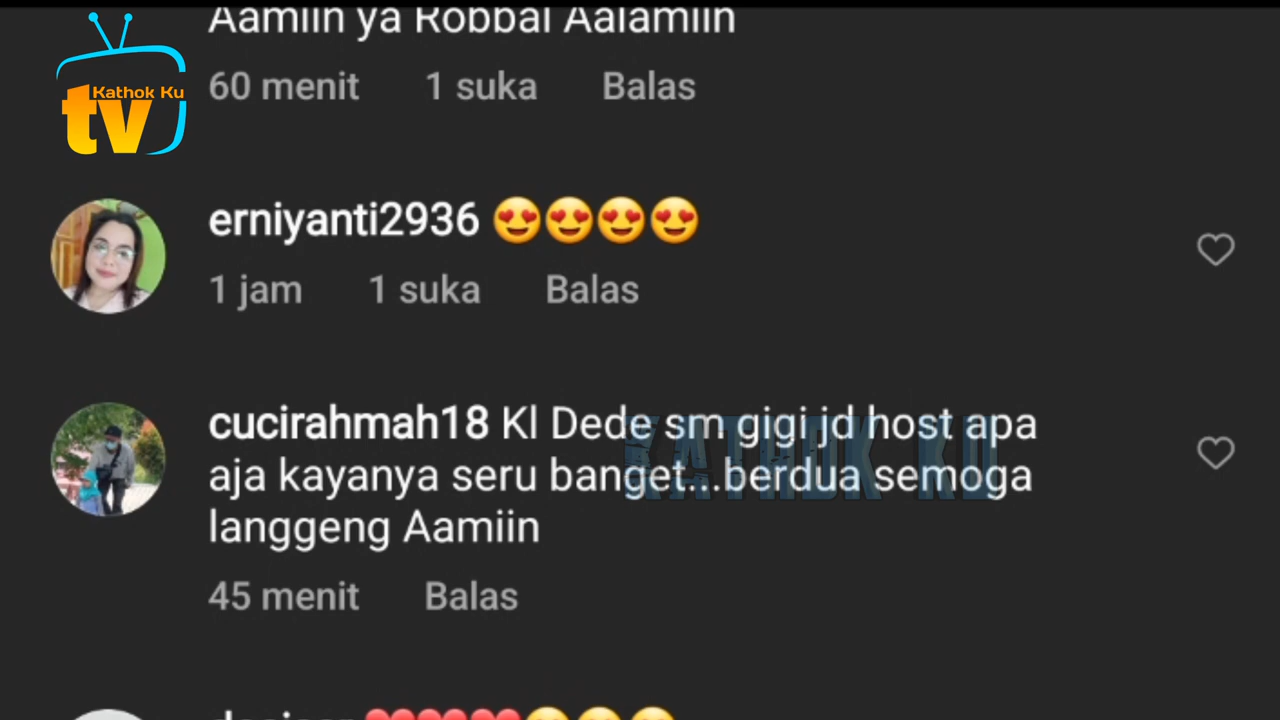 Aamiin ya Robbal Aalamiin
60 menit 1 suka Balas
Kathok Ku
tv
erniyanti2936 😍😍😍😍
1 jam 1 suka Balas
cucirahmah18 Kl Dede sm gigi jd host apa
aja kayanya seru banget...berdua semoga
langgeng Aamiin
KATHOK KU
45 menit Balas